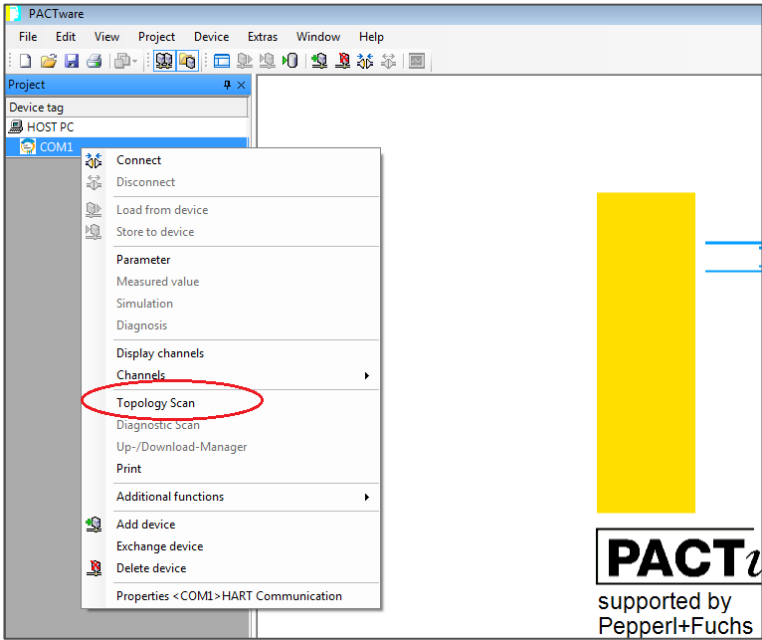 PACTware
File Edit View Project Device Extras Window Help
Project
Device tag
HOST PC
COM1
Connect
Disconnect
Load from device
Store to device
Parameter
Measured value
Simulation
Diagnosis
Display channels
Channels
Topology Scan
Diagnostic Scan
Up-/Download-Manager
Print
Additional functions
Add device
Exchange device
Delete device
Properties <COM1>HART Communication
PACTw
supported by
Pepperl+Fuchs